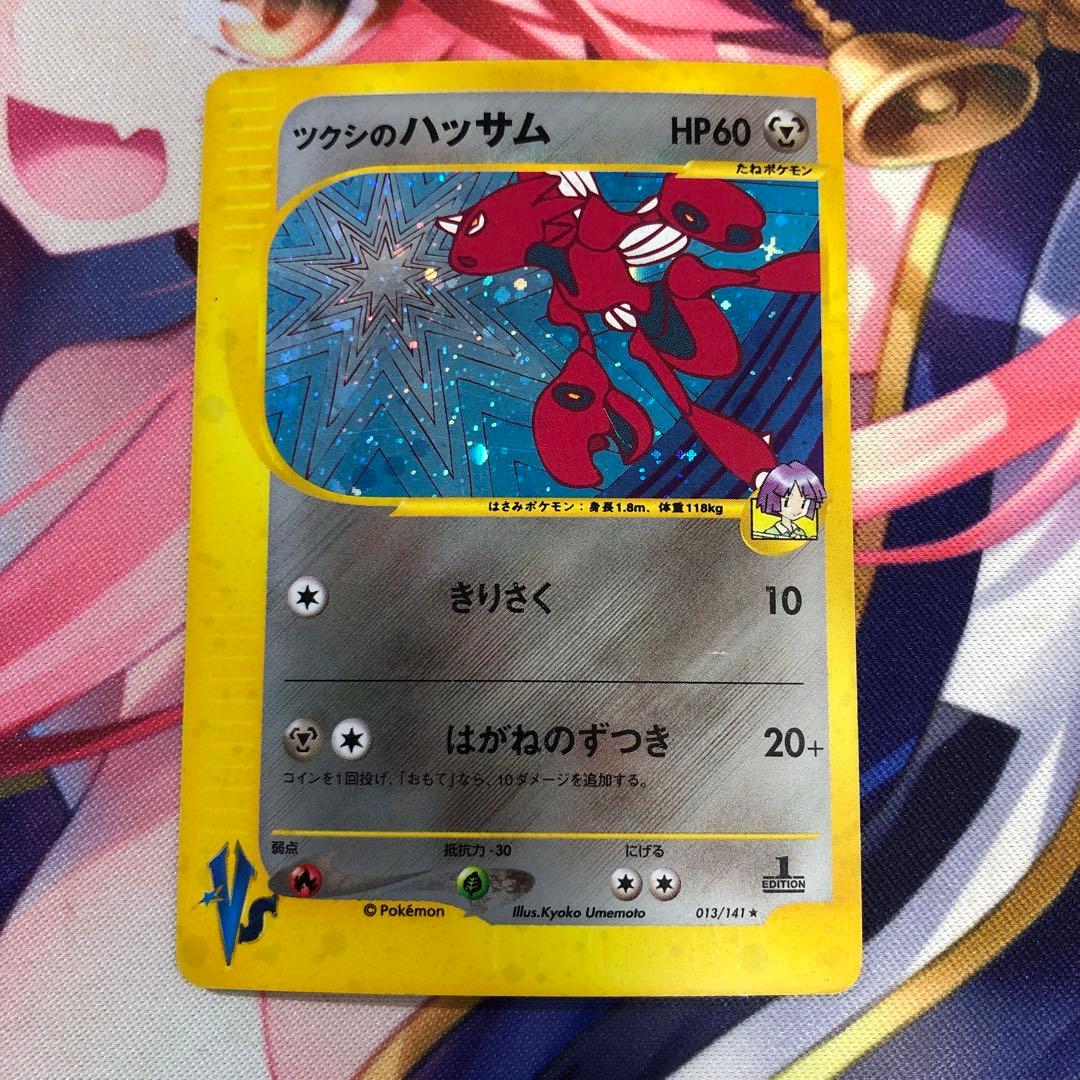 ツクシのハッサム HP60
たねポケモン
はさみポケモン：身長1.8m、体重118kg
きりさく 10
はがねのずつき 20+
コインを1回投げ、「おもて」なら、10ダメージを追加する。
弱点 抵抗力 -30 にげる
1
EDITION
VS
© Pokémon Illus.Kyoko Umemoto 013/141 ★